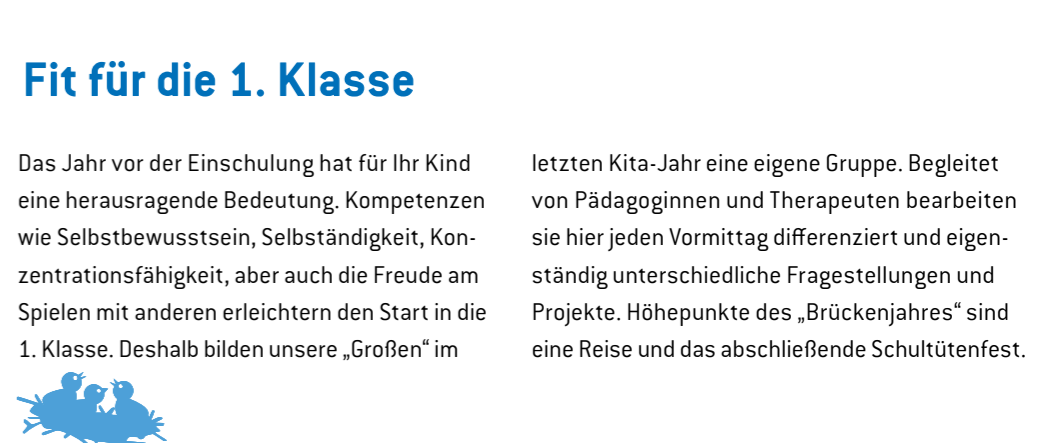 Fit für die 1. Klasse
Das Jahr vor der Einschulung hat für Ihr Kind
eine herausragende Bedeutung. Kompetenzen
wie Selbstbewusstsein, Selbständigkeit, Kon-
zentrationsfähigkeit, aber auch die Freude am
Spielen mit anderen erleichtern den Start in die
1. Klasse. Deshalb bilden unsere „Großen“ im
letzten Kita-Jahr eine eigene Gruppe. Begleitet
von Pädagoginnen und Therapeuten bearbeiten
sie hier jeden Vormittag differenziert und eigen-
ständig unterschiedliche Fragestellungen und
Projekte. Höhepunkte des „Brückenjahres“ sind
eine Reise und das abschließende Schultütenfest.